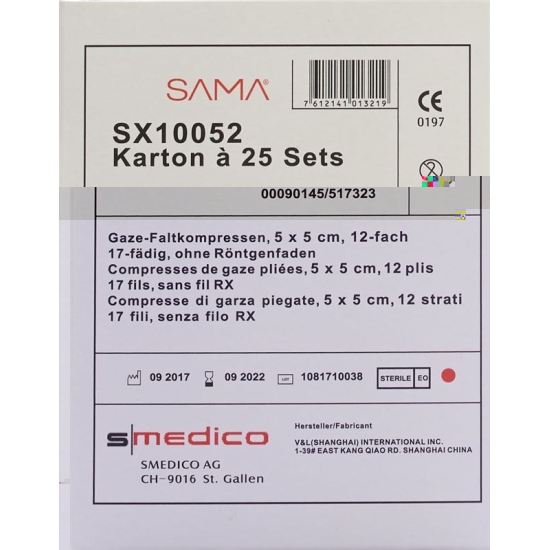 SAMA®
7612141013219
CE
0197
SX10052
Karton à 25 Sets
00090145/517323
Gaze-Faltkompressen, 5 x 5 cm, 12-fach
17-fädig, ohne Röntgenfaden
Compresses de gaze pliées, 5 x 5 cm, 12 plis
17 fils, sans fil RX
Compresse di garza piegate, 5 x 5 cm, 12 strati
17 fili, senza filo RX
09 2017
09 2022
LOT 1081710038
STERILE EO
smedico
SMEDICO AG
CH-9016 St. Gallen
Hersteller/Fabricant
V&L(SHANGHAI) INTERNATIONAL INC.
1-39# EAST KANG QIAO RD. SHANGHAI CHINA